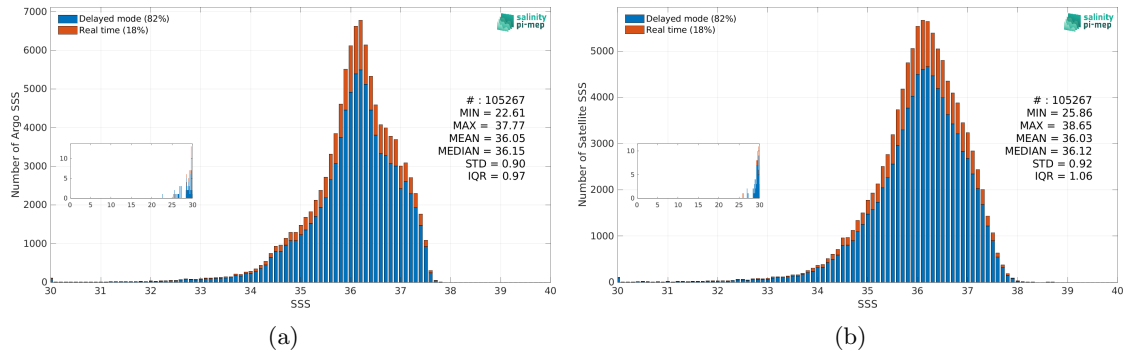 Delayed mode (82%)
Real time (18%)
salinity
pi-mep
7000
6000
5000
4000
3000
2000
1000
0
Number of Argo SSS
# : 105267
MIN = 22.61
MAX = 37.77
MEAN = 36.05
MEDIAN = 36.15
STD = 0.90
IQR = 0.97
10
5
0
0 5 10 15 20 25 30
30 31 32 33 34 35 36 37 38 39 40
SSS
(a)
Delayed mode (82%)
Real time (18%)
salinity
pi-mep
5000
4000
3000
2000
1000
0
Number of Satellite SSS
# : 105267
MIN = 25.86
MAX = 38.65
MEAN = 36.03
MEDIAN = 36.12
STD = 0.92
IQR = 1.06
10
5
0
0 5 10 15 20 25 30
30 31 32 33 34 35 36 37 38 39 40
SSS
(b)